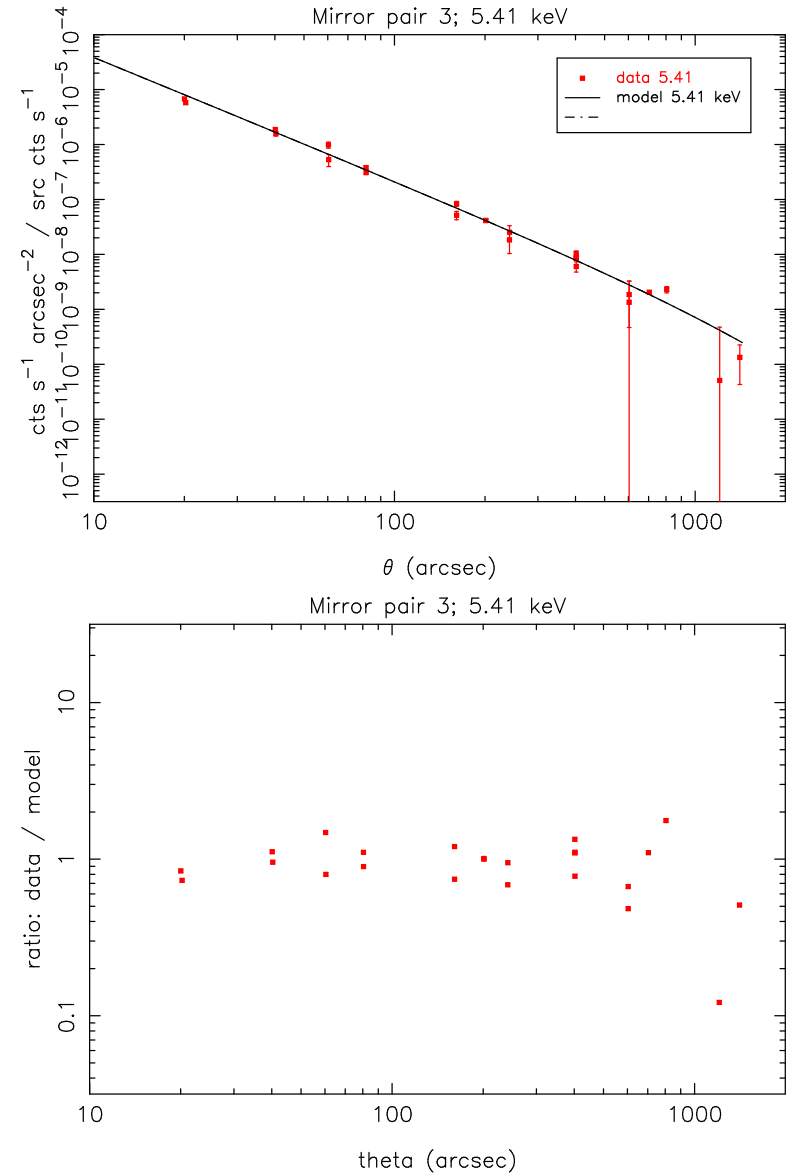 Mirror pair 3; 5.41 keV
cts s⁻¹ arcsec⁻² / src cts s⁻¹
10⁻⁴
10⁻⁵
10⁻⁶
10⁻⁷
10⁻⁸
10⁻⁹
10⁻¹⁰
10⁻¹¹
10⁻¹²
data 5.41
model 5.41 keV
10 100 1000
θ (arcsec)
Mirror pair 3; 5.41 keV
ratio: data / model
10
1
0.1
10 100 1000
theta (arcsec)